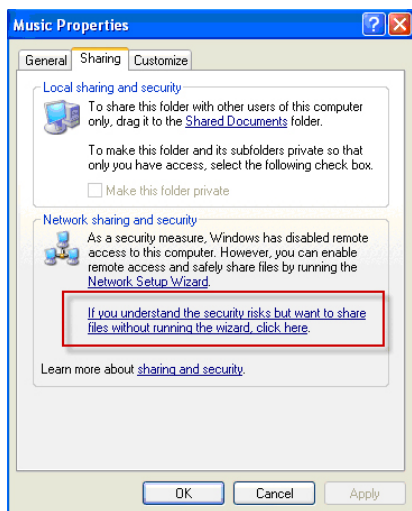 Music Properties
General Sharing Customize
Local sharing and security
To share this folder with other users of this computer
only, drag it to the Shared Documents folder.
To make this folder and its subfolders private so that
only you have access, select the following check box.
Make this folder private
Network sharing and security
As a security measure, Windows has disabled remote
access to this computer. However, you can enable
remote access and safely share files by running the
Network Setup Wizard.
If you understand the security risks but want to share
files without running the wizard, click here.
Learn more about sharing and security.
OK Cancel Apply